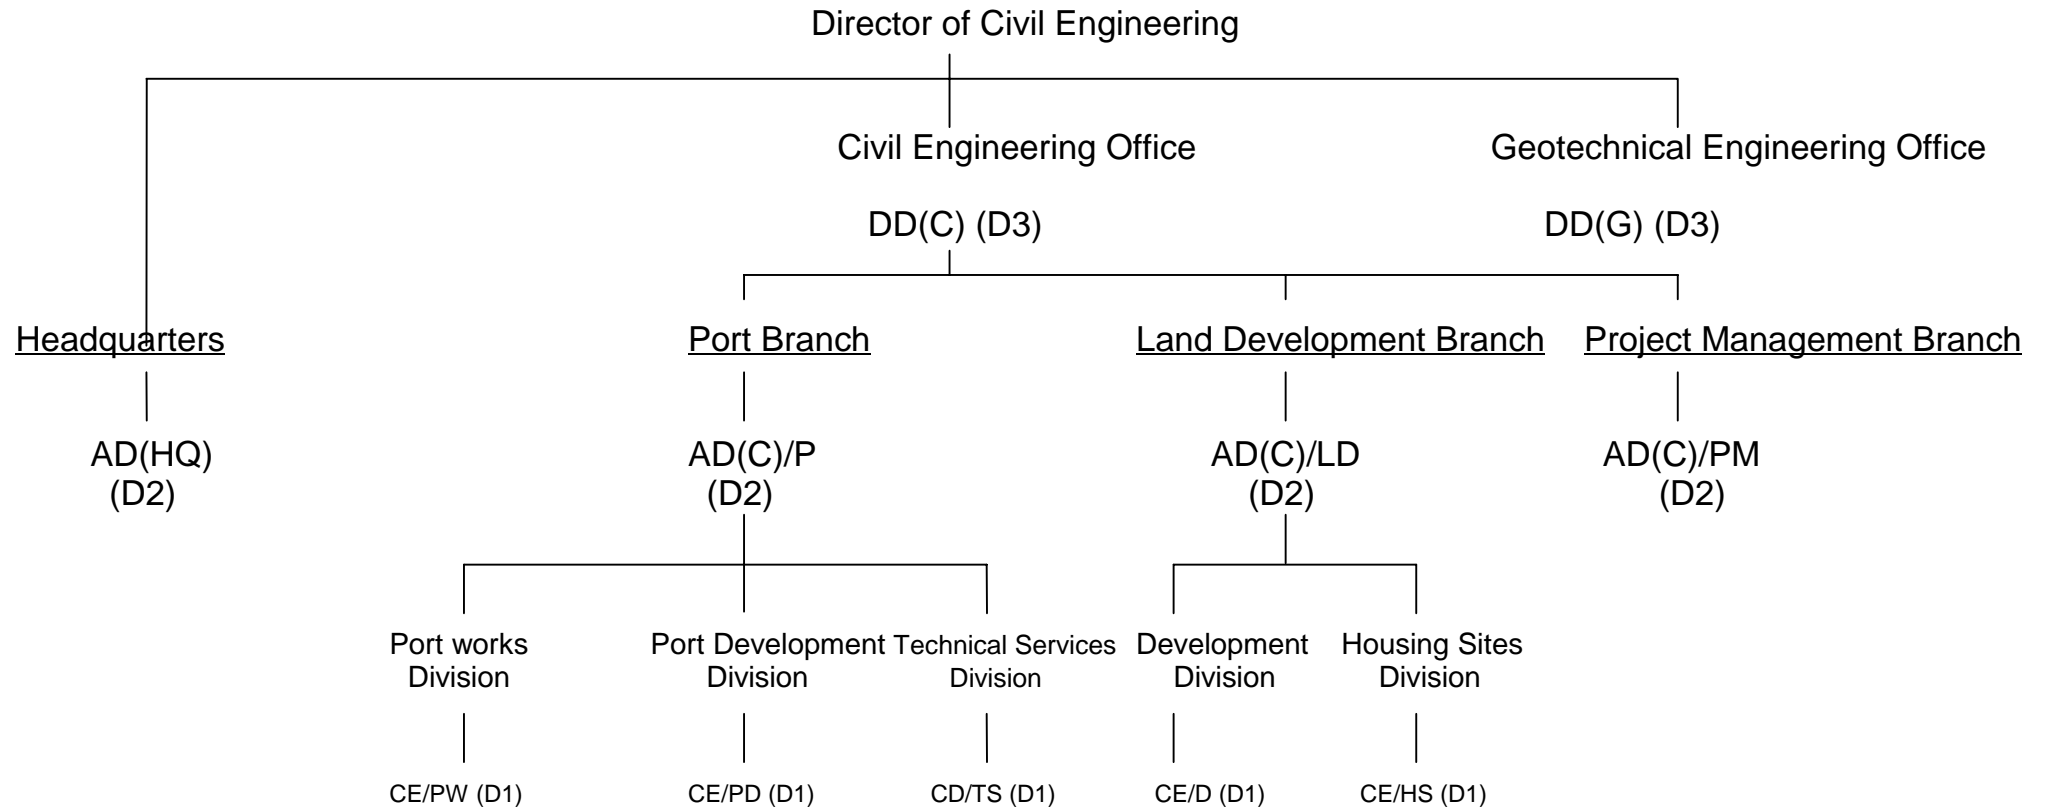 Director of Civil Engineering
Civil Engineering Office
Geotechnical Engineering Office
DD(C) (D3)
DD(G) (D3)
Headquarters
Port Branch
Land Development Branch
Project Management Branch
AD(HQ)
(D2)
AD(C)/P
(D2)
AD(C)/LD
(D2)
AD(C)/PM
(D2)
Port works
Division
Port Development
Division
Technical Services
Division
Development
Division
Housing Sites
Division
CE/PW (D1)
CE/PD (D1)
CD/TS (D1)
CE/D (D1)
CE/HS (D1)